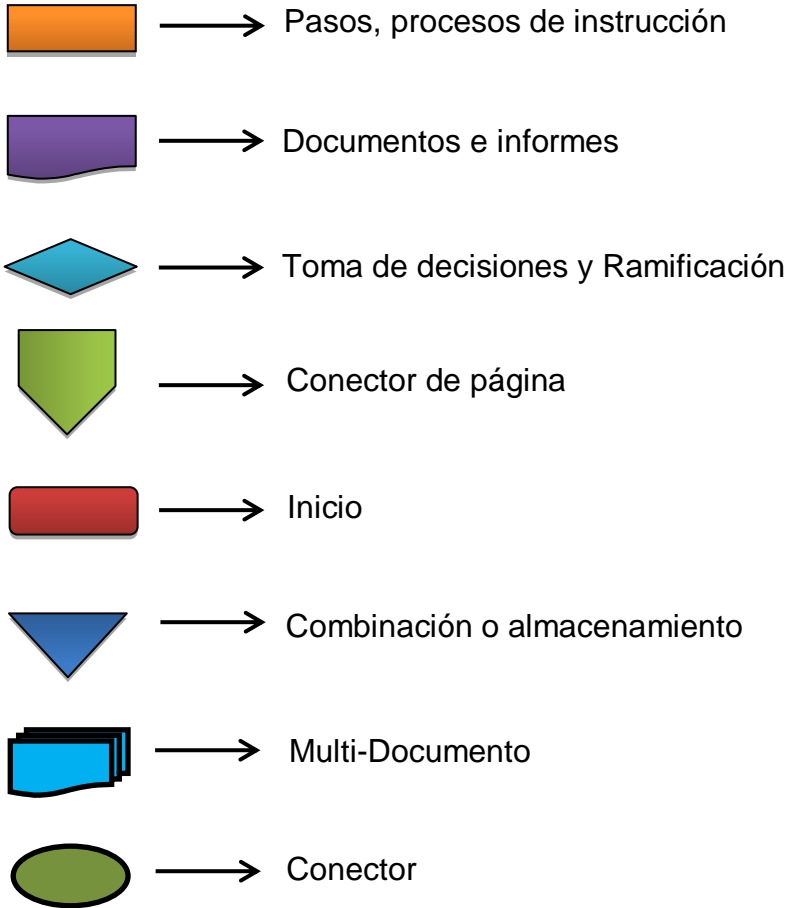 Pasos, procesos de instrucción
Documentos e informes
Toma de decisiones y Ramificación
Conector de página
Inicio
Combinación o almacenamiento
Multi-Documento
Conector